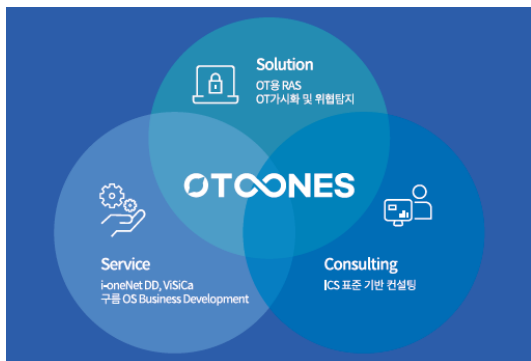 Solution
OT용 RAS
OT가시화 및 위협탐지
OTOONES
Service
i-oneNet DD, ViSiCa
구름 OS Business Development
Consulting
ICS 표준 기반 컨설팅